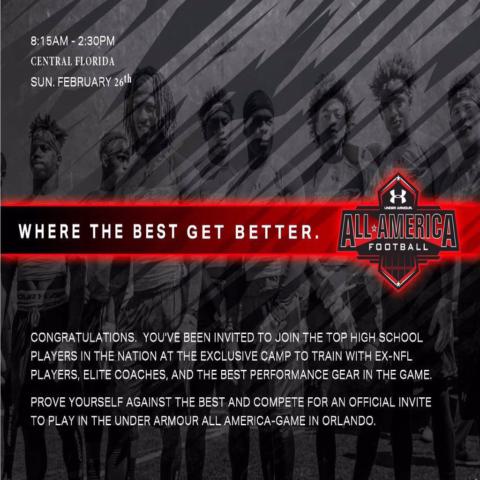 8:15AM - 2:30PM
CENTRAL FLORIDA
SUN. FEBRUARY 26th
WHERE THE BEST GET BETTER.
UNDER ARMOUR
ALL★AMERICA
FOOTBALL
CONGRATULATIONS. YOU'VE BEEN INVITED TO JOIN THE TOP HIGH SCHOOL
PLAYERS IN THE NATION AT THE EXCLUSIVE CAMP TO TRAIN WITH EX-NFL
PLAYERS, ELITE COACHES, AND THE BEST PERFORMANCE GEAR IN THE GAME.
PROVE YOURSELF AGAINST THE BEST AND COMPETE FOR AN OFFICIAL INVITE
TO PLAY IN THE UNDER ARMOUR ALL AMERICA-GAME IN ORLANDO.